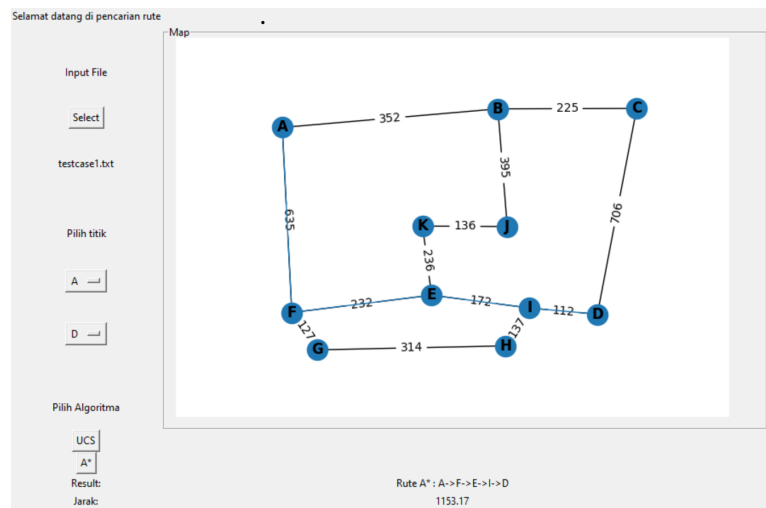 Selamat datang di pencarian rute
Map
Input File
Select
testcase1.txt
Pilih titik
A
D
Pilih Algoritma
UCS
A*
Result:
Jarak:
A
352
B
225
C
395
706
635
K
136
J
236
E
F
232
172
I
112
D
127
137
G
314
H
Rute A* : A->F->E->I->D
1153.17